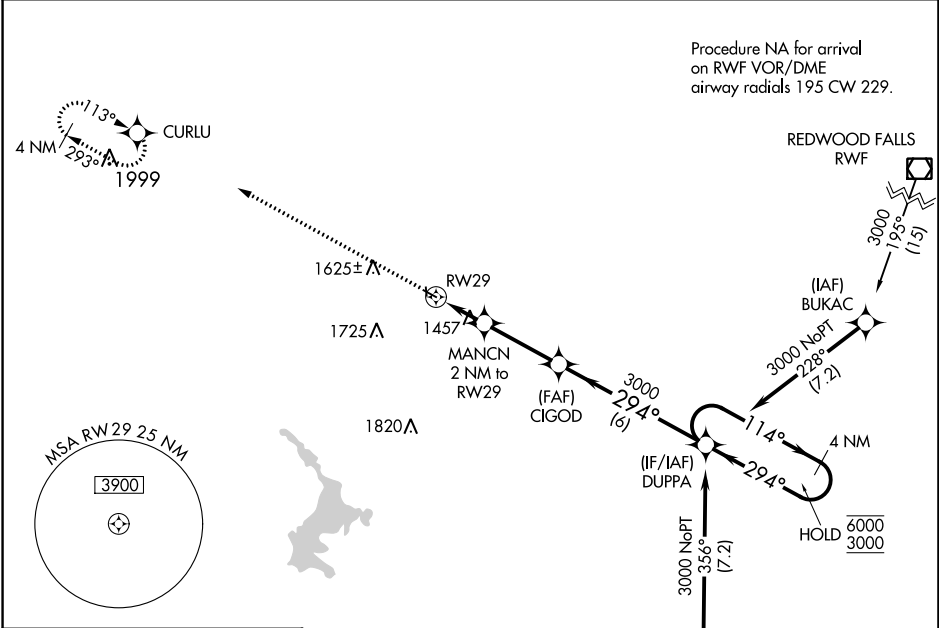 Procedure NA for arrival
on RWF VOR/DME
airway radials 195 CW 229.
113°
CURLU
4 NM
293°
1999
REDWOOD FALLS
RWF
3000
195°
(15)
1625±
RW29
(IAF)
BUKAC
1725
1457
MANCN
2 NM to
RW29
3000 NoPT
228°
(7.2)
(FAF)
CIGOD
3000
294°
(6)
1820
114°
4 NM
(IF/IAF)
DUPPA
294°
MSA RW29 25 NM
3900
HOLD
6000
3000
3000 NoPT
356°
(7.2)